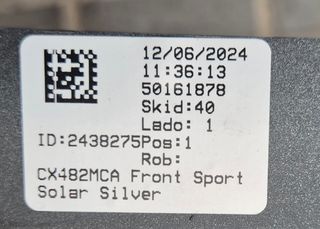 12/06/2024
11:36:13
50161878
Skid:40
Lado: 1
ID:2438275Pos:1
Rob:
CX482MCA Front Sport
Solar Silver